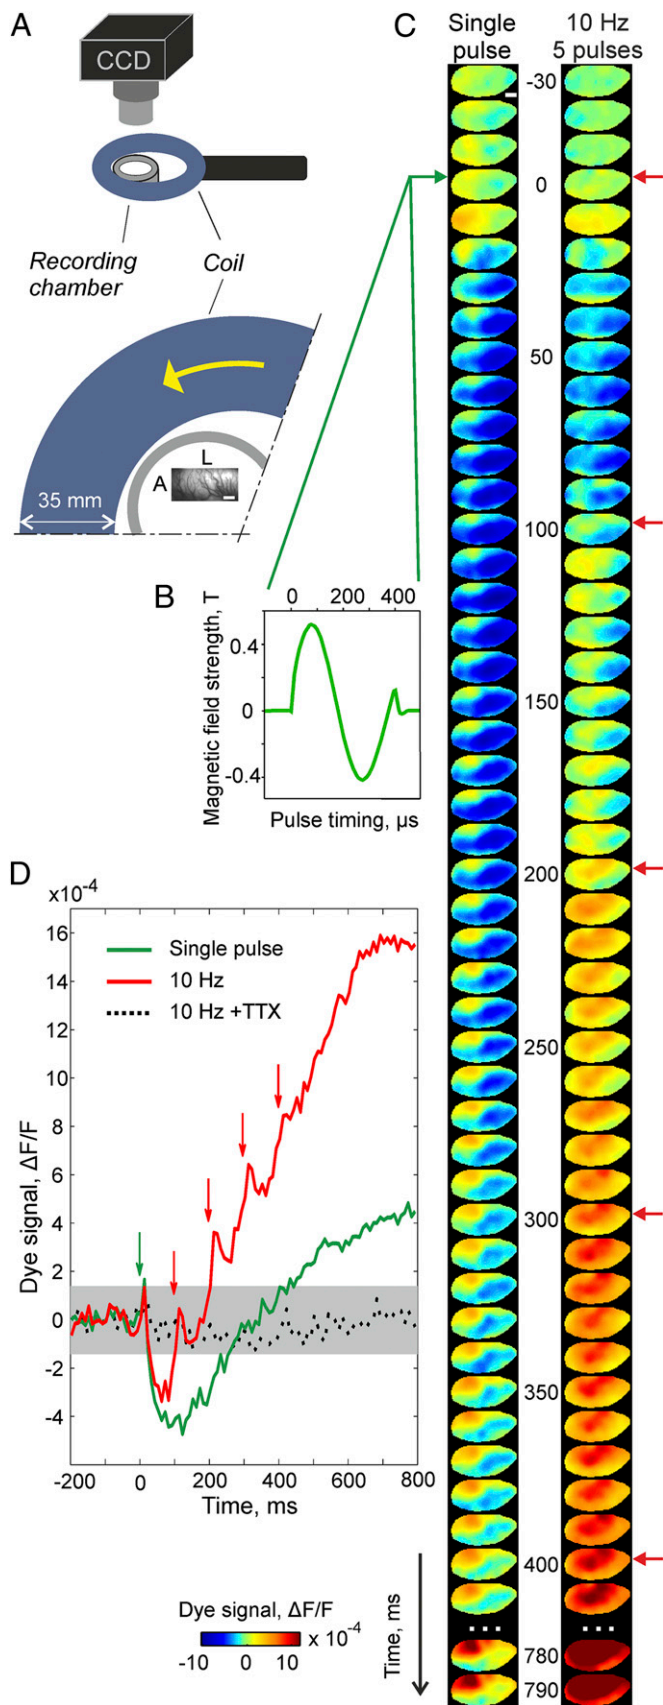 A
CCD
Recording
chamber
Coil
L
A
35 mm
B
0 200 400
Magnetic field strength, T
0.4
0
-0.4
Pulse timing, µs
C
Single
pulse
10 Hz
5 pulses
-30
0
50
100
150
200
250
300
350
400
780
790
Time, ms
D
x10-4
Dye signal, ΔF/F
16
14
12
10
8
6
4
2
0
-2
-4
Single pulse
10 Hz
10 Hz +TTX
-200 0 200 400 600 800
Time, ms
Dye signal, ΔF/F
x 10-4
-10 0 10